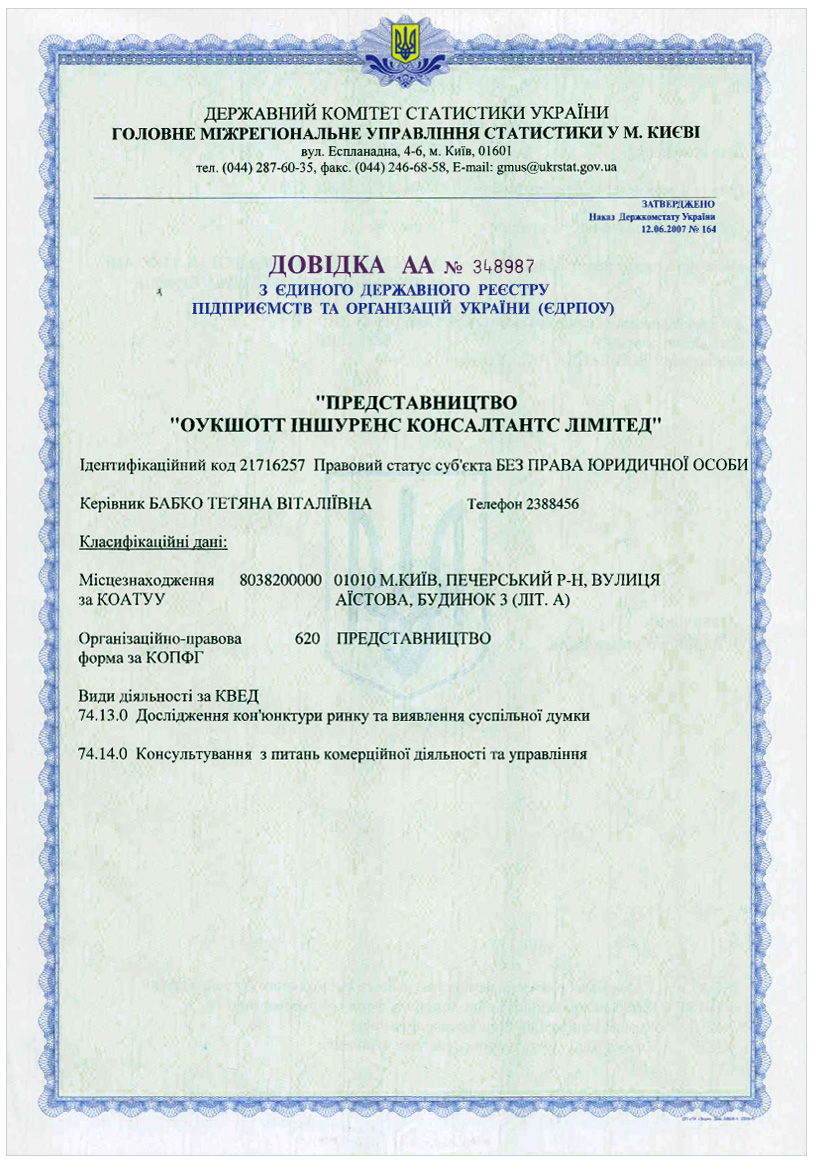 ДЕРЖАВНИЙ КОМІТЕТ СТАТИСТИКИ УКРАЇНИ
ГОЛОВНЕ МІЖРЕГІОНАЛЬНЕ УПРАВЛІННЯ СТАТИСТИКИ У М. КИЄВІ
вул. Еспланадна, 4-6, м. Київ, 01601
тел. (044) 287-60-35, факс. (044) 246-68-58, E-mail: gmus@ukrstat.gov.ua
ЗАТВЕРДЖЕНО
Наказ Держкомстату України
12.06.2007 № 164
ДОВІДКА АА № 348987
З ЄДИНОГО ДЕРЖАВНОГО РЕЄСТРУ
ПІДПРИЄМСТВ ТА ОРГАНІЗАЦІЙ УКРАЇНИ (ЄДРПОУ)
"ПРЕДСТАВНИЦТВО
"ОУКШОТТ ІНШУРЕНС КОНСАЛТАНТС ЛІМІТЕД"
Ідентифікаційний код 21716257 Правовий статус суб'єкта БЕЗ ПРАВА ЮРИДИЧНОЇ ОСОБИ
Керівник БАБКО ТЕТЯНА ВІТАЛІЇВНА Телефон 2388456
Класифікаційні дані:
Місцезнаходження 8038200000 01010 М.КИЇВ, ПЕЧЕРСЬКИЙ Р-Н, ВУЛИЦЯ
за КОАТУУ АЇСТОВА, БУДИНОК 3 (ЛІТ. А)
Організаційно-правова 620 ПРЕДСТАВНИЦТВО
форма за КОПФГ
Види діяльності за КВЕД
74.13.0 Дослідження кон'юнктури ринку та виявлення суспільної думки
74.14.0 Консультування з питань комерційної діяльності та управління